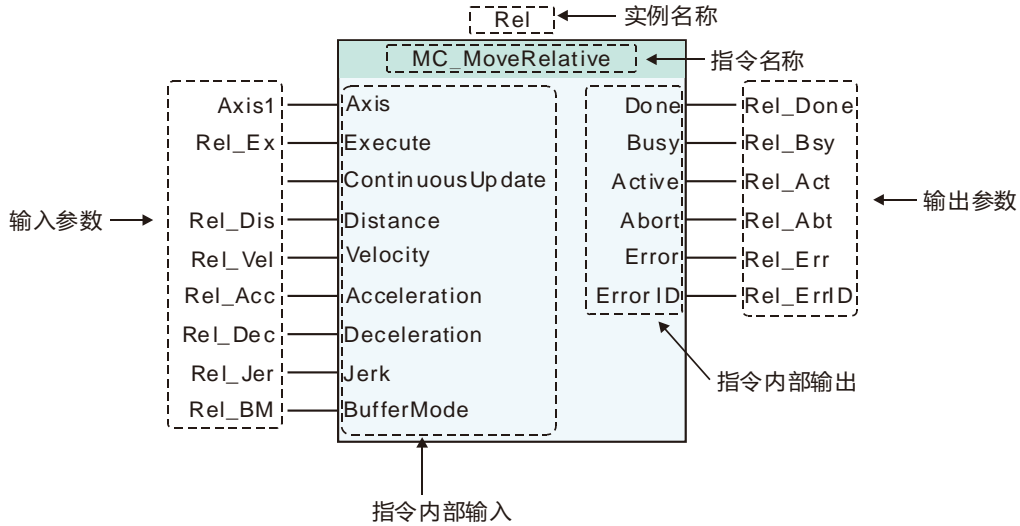 Rel
实例名称
MC_MoveRelative
指令名称
Axis1 Axis Done Rel_Done
Rel_Ex Execute Busy Rel_Bsy
ContinuousUpdate Active Rel_Act
输入参数 Rel_Dis Distance Abort Rel_Abt 输出参数
Rel_Vel Velocity Error Rel_Err
Rel_Acc Acceleration Error ID Rel_ErrID
Rel_Dec Deceleration
Rel_Jer Jerk 指令内部输出
Rel_BM BufferMode
指令内部输入